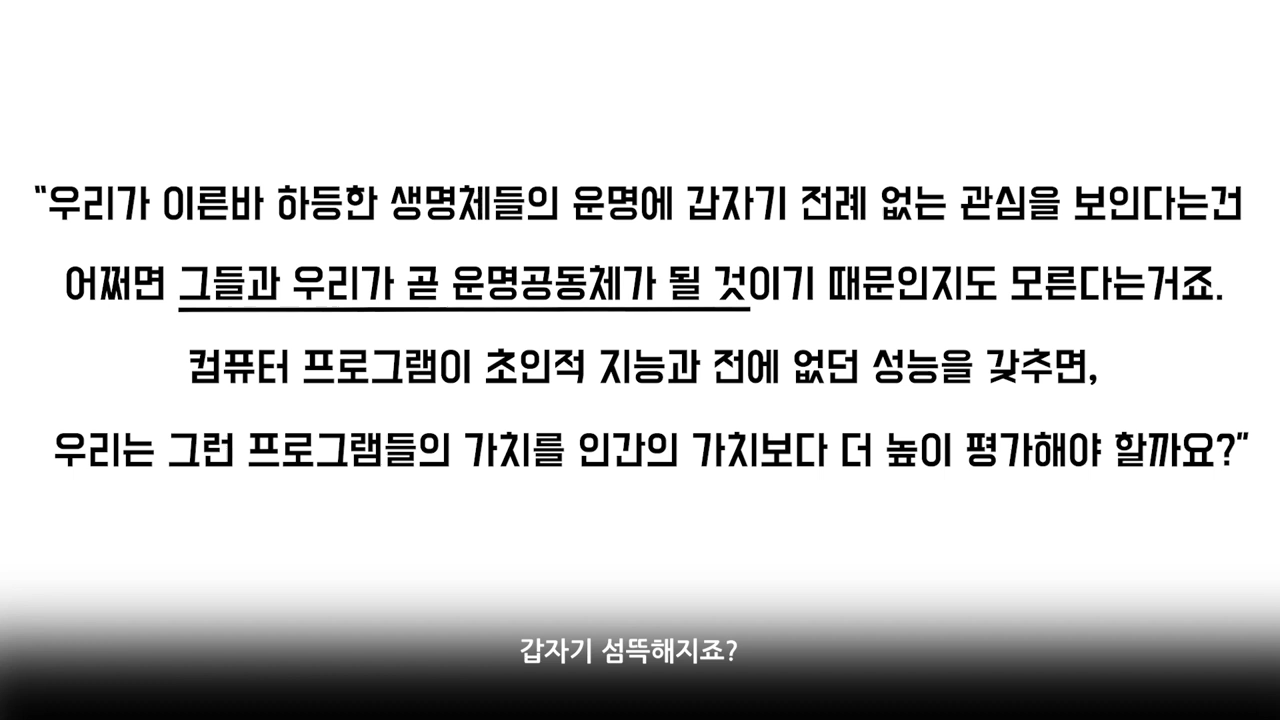 “우리가 이른바 하등한 생명체들의 운명에 갑자기 전례 없는 관심을 보인다는건
어쩌면 그들과 우리가 곧 운명공동체가 될 것이기 때문인지도 모른다는거죠.
컴퓨터 프로그램이 초인적 지능과 전에 없던 성능을 갖추면,
우리는 그런 프로그램들의 가치를 인간의 가치보다 더 높이 평가해야 할까요?”
갑자기 섬뜩해지죠?